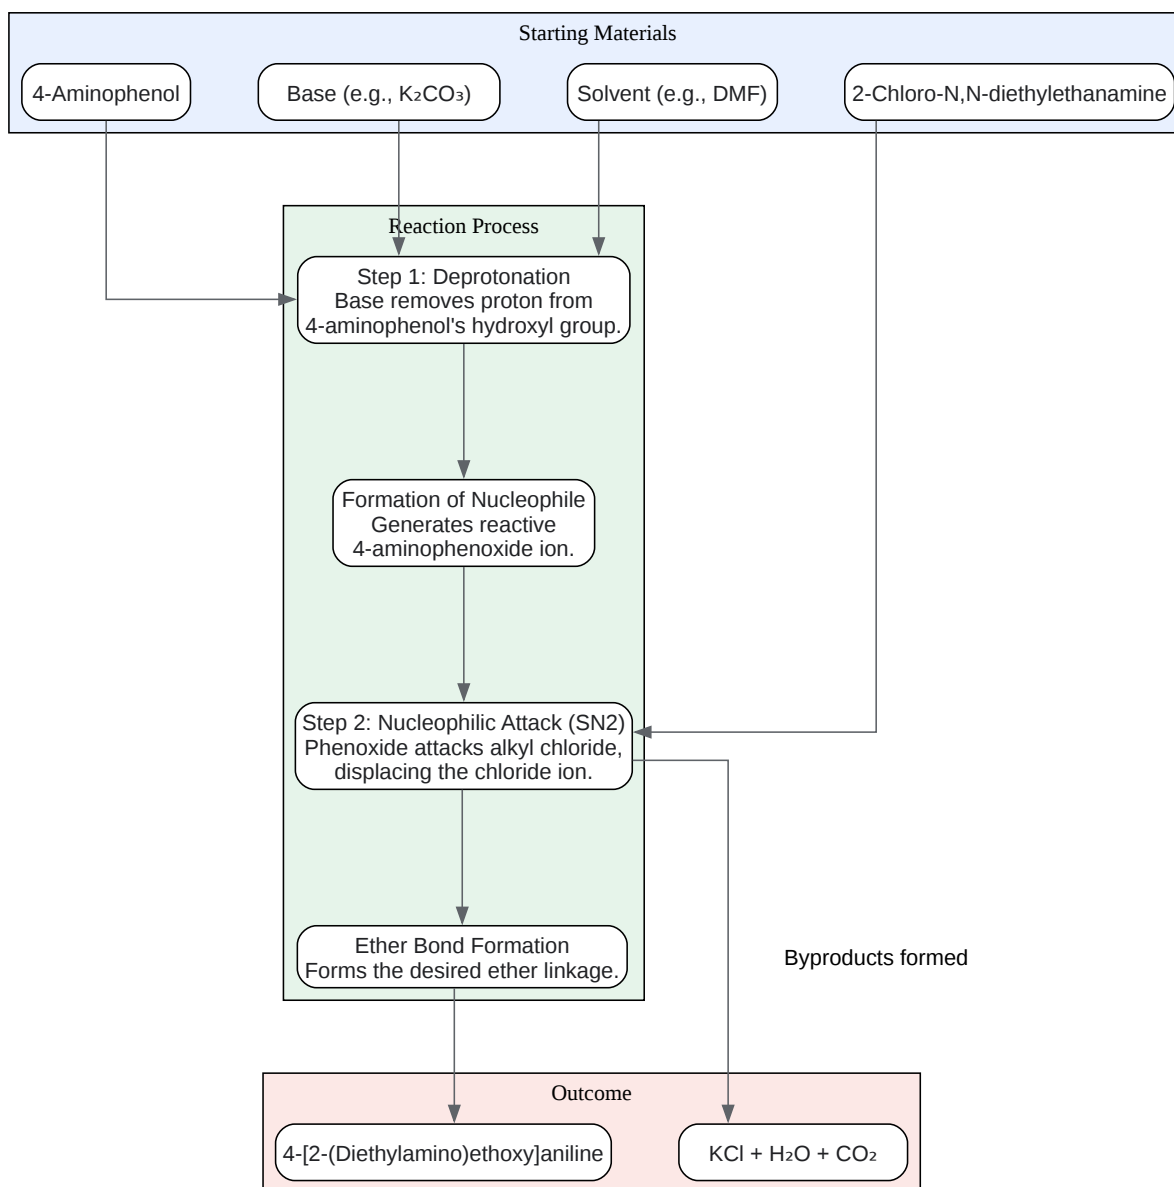 Starting Materials
4-Aminophenol
Base (e.g., K₂CO₃)
Solvent (e.g., DMF)
2-Chloro-N,N-diethylethanamine
Reaction Process
Step 1: Deprotonation
Base removes proton from
4-aminophenol's hydroxyl group.
Formation of Nucleophile
Generates reactive
4-aminophenoxide ion.
Step 2: Nucleophilic Attack (SN2)
Phenoxide attacks alkyl chloride,
displacing the chloride ion.
Ether Bond Formation
Forms the desired ether linkage.
Byproducts formed
Outcome
4-[2-(Diethylamino)ethoxy]aniline
KCl + H₂O + CO₂